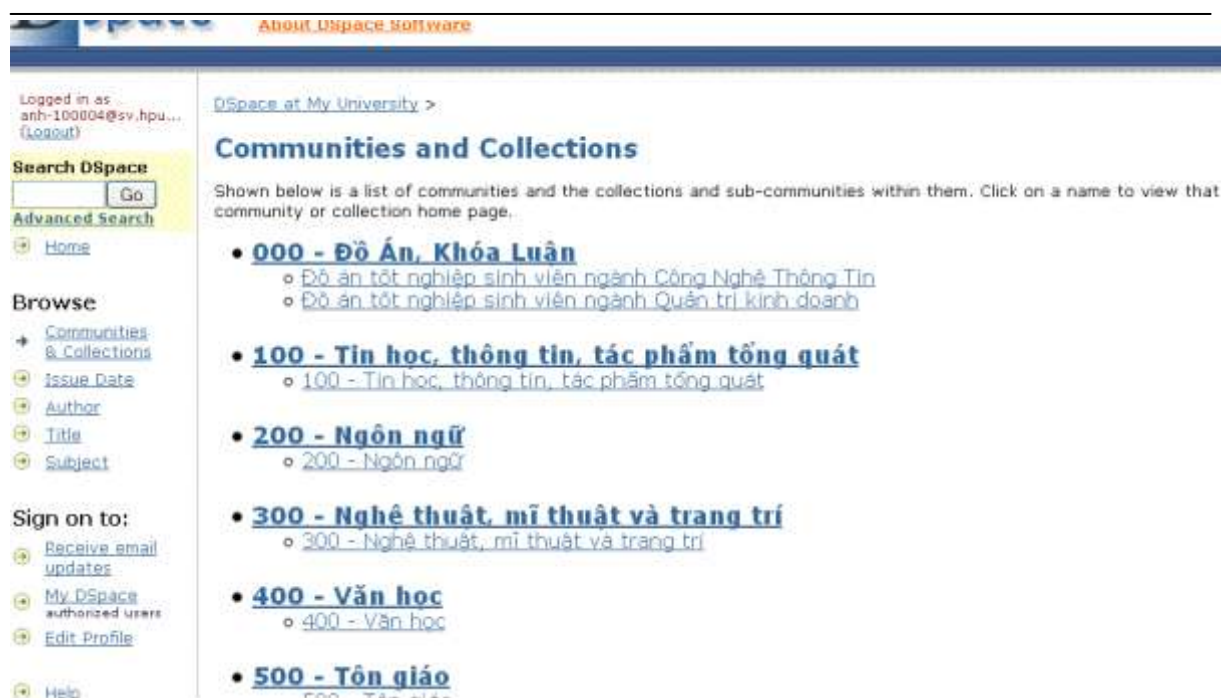 About DSpace Software
Logged in as
anh-100004@sv.hpu...
(Logout)
Search DSpace
Go
Advanced Search
Home
Browse
Communities
& Collections
Issue Date
Author
Title
Subject
Sign on to:
Receive email
updates
My DSpace
authorized users
Edit Profile
Help
DSpace at My University >
Communities and Collections
Shown below is a list of communities and the collections and sub-communities within them. Click on a name to view that
community or collection home page.
• 000 - Đồ Án, Khóa Luận
Đồ án tốt nghiệp sinh viên ngành Công Nghệ Thông Tin
Đồ án tốt nghiệp sinh viên ngành Quản trị kinh doanh
• 100 - Tin học, thông tin, tác phẩm tổng quát
100 - Tin học, thông tin, tác phẩm tổng quát
• 200 - Ngôn ngữ
200 - Ngôn ngữ
• 300 - Nghệ thuật, mĩ thuật và trang trí
300 - Nghệ thuật, mĩ thuật và trang trí
• 400 - Văn học
400 - Văn học
• 500 - Tôn giáo